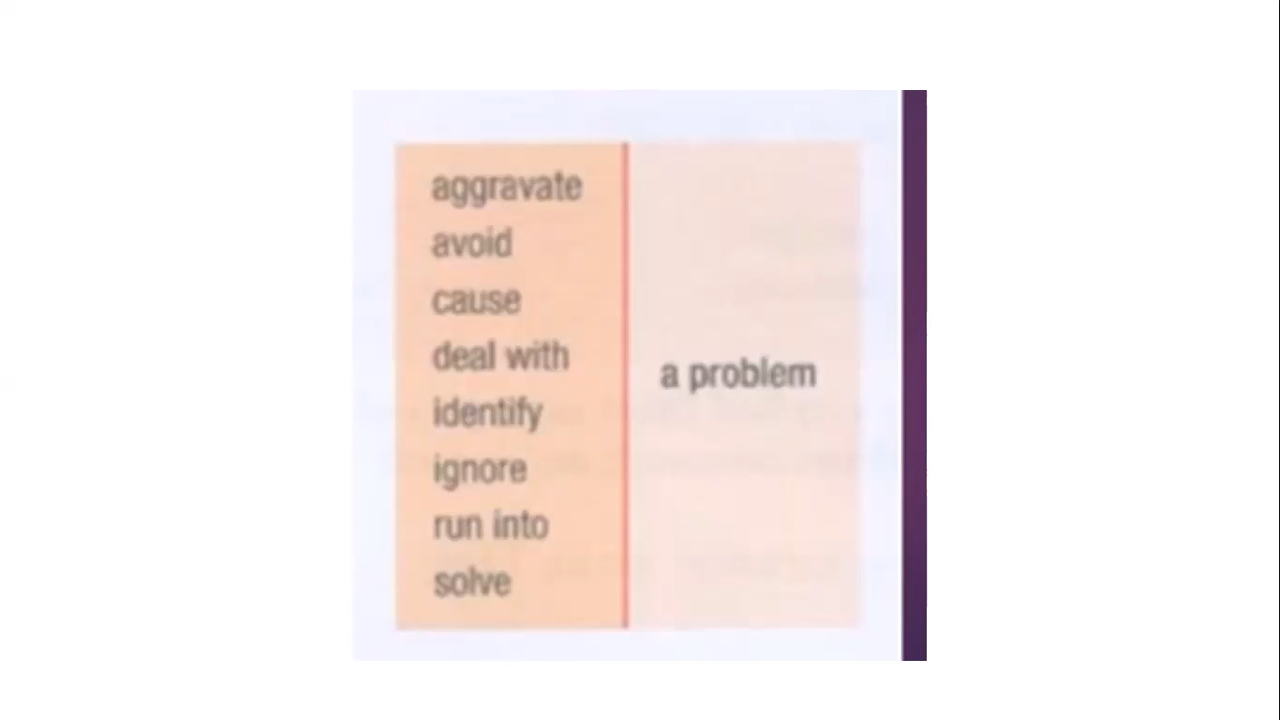 aggravate
avoid
cause
deal with
identify
ignore
run into
solve
a problem